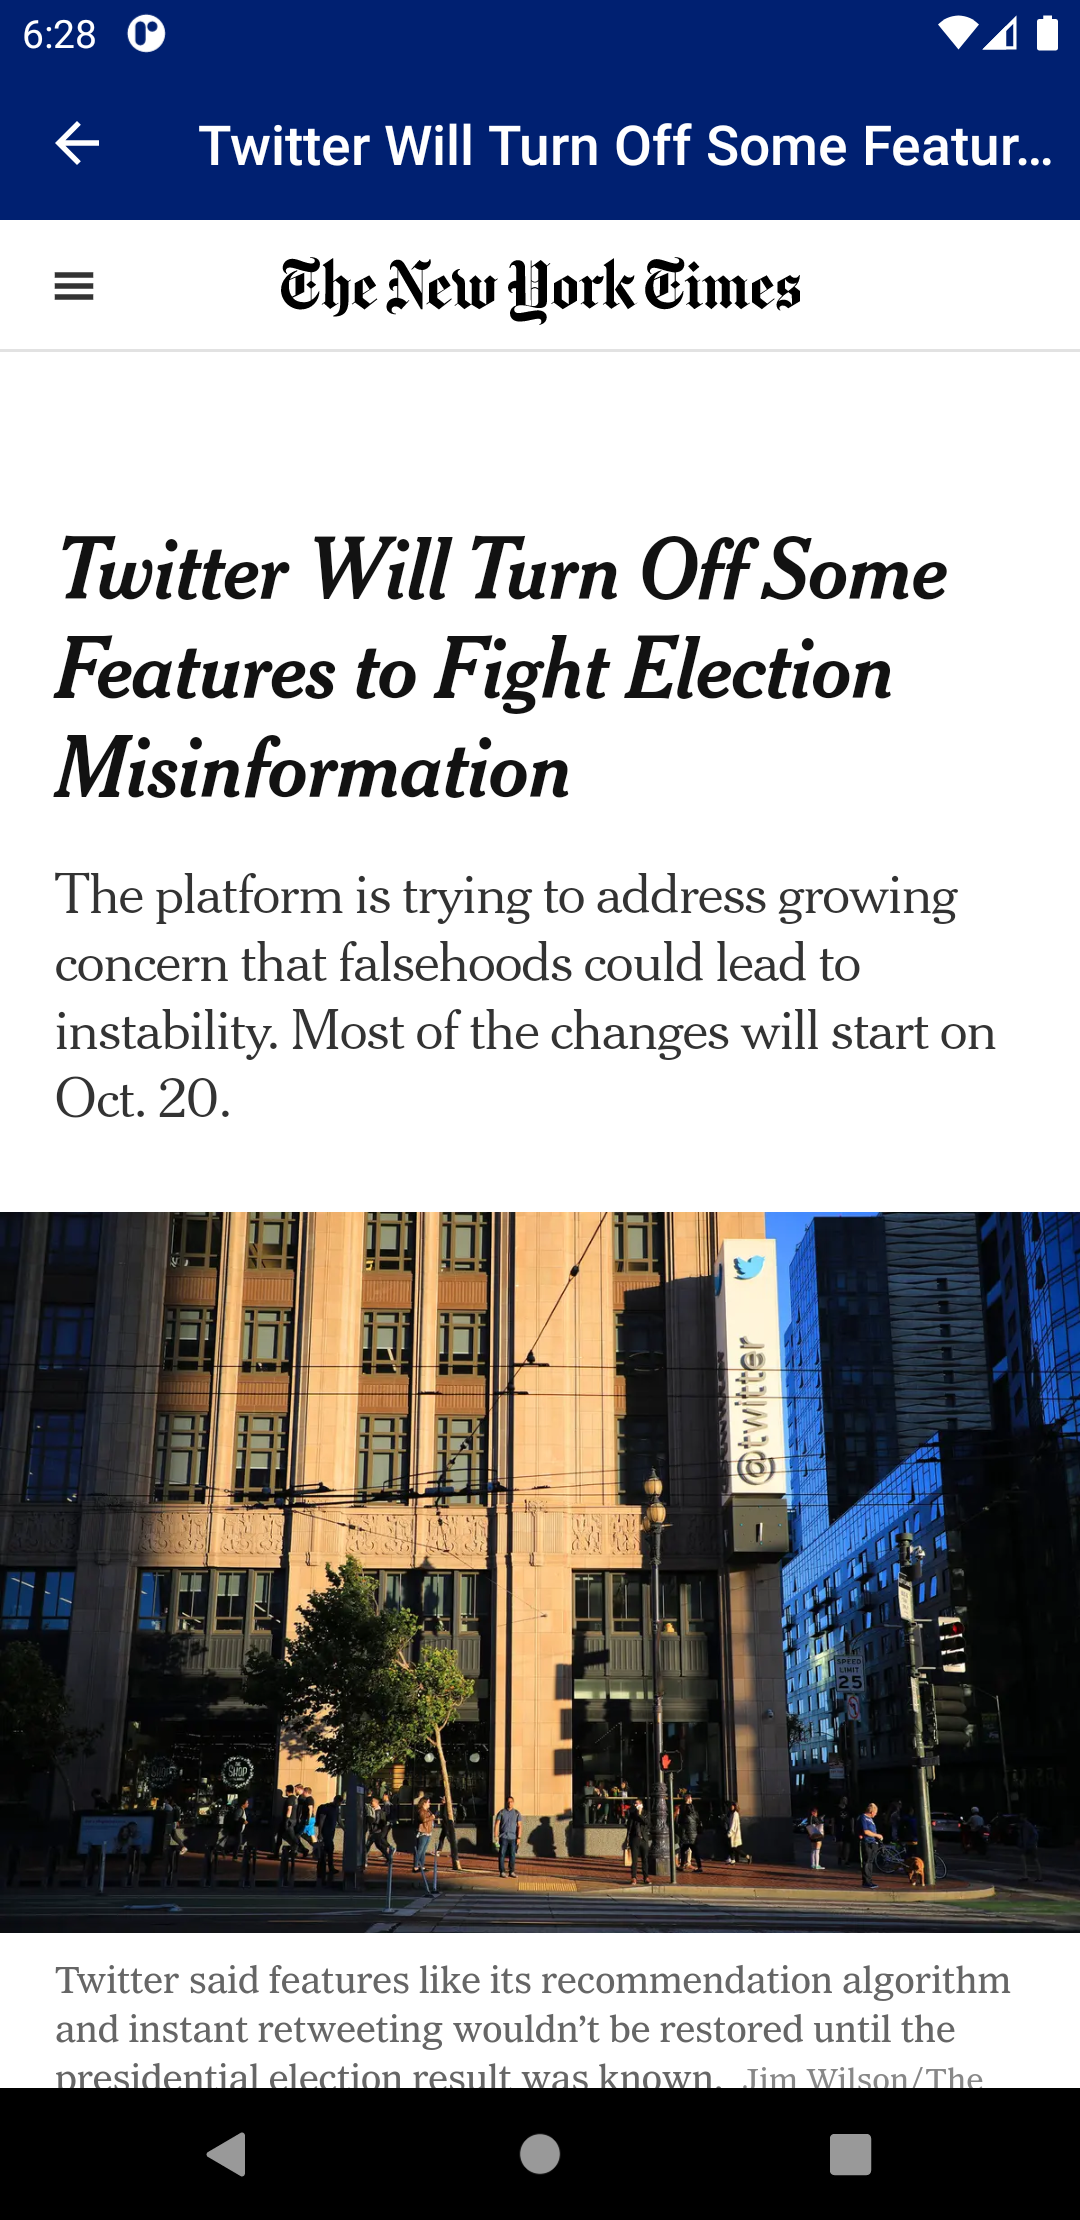 6:28
Twitter Will Turn Off Some Featur...
The New York Times
Twitter Will Turn Off Some
Features to Fight Election
Misinformation
The platform is trying to address growing
concern that falsehoods could lead to
instability. Most of the changes will start on
Oct. 20.
@twitter
SPEED
LIMIT
25
SHOP
Twitter said features like its recommendation algorithm
and instant retweeting wouldn’t be restored until the
presidential election result was known. Jim Wilson/The